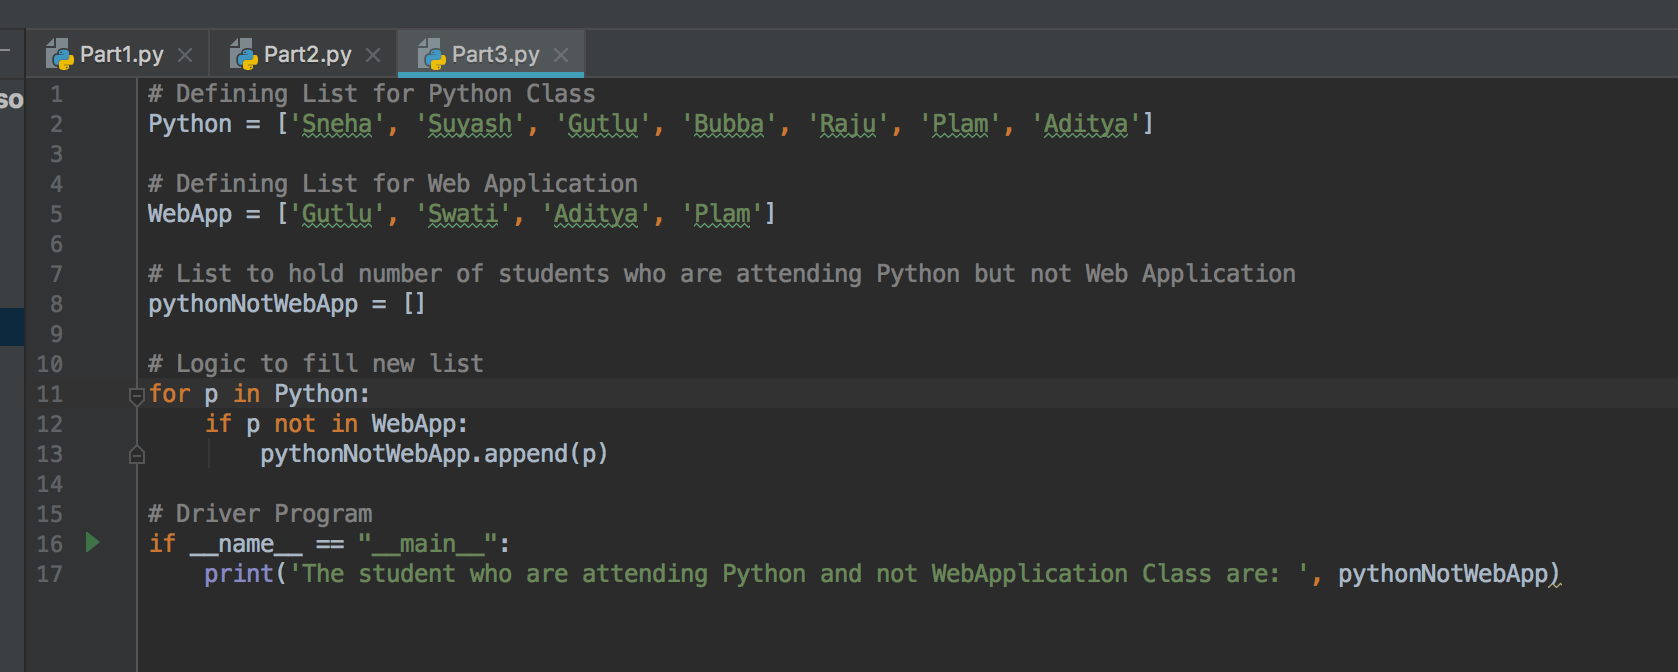 Part1.py Part2.py Part3.py
so
1 # Defining List for Python Class
2 Python = ['Sneha', 'Suyash', 'Gutlu', 'Bubba', 'Raju', 'Plam', 'Aditya']
3
4 # Defining List for Web Application
5 WebApp = ['Gutlu', 'Swati', 'Aditya', 'Plam']
6
7 # List to hold number of students who are attending Python but not Web Application
8 pythonNotWebApp = []
9
10 # Logic to fill new list
11 for p in Python:
12     if p not in WebApp:
13         pythonNotWebApp.append(p)
14
15 # Driver Program
16 if __name__ == "__main__":
17     print('The student who are attending Python and not WebApplication Class are: ', pythonNotWebApp)